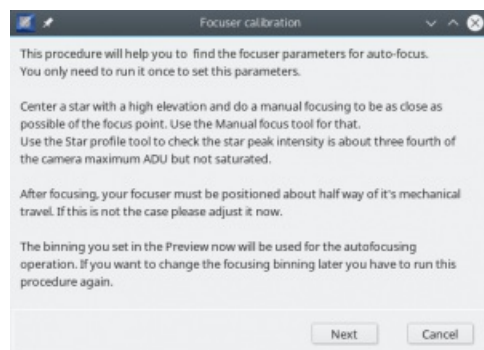 Focuser calibration
This procedure will help you to find the focuser parameters for auto-focus.
You only need to run it once to set this parameters.
Center a star with a high elevation and do a manual focusing to be as close as
possible of the focus point. Use the Manual focus tool for that.
Use the Star profile tool to check the star peak intensity is about three fourth of
the camera maximum ADU but not saturated.
After focusing, your focuser must be positioned about half way of it's mechanical
travel. If this is not the case please adjust it now.
The binning you set in the Preview now will be used for the autofocusing
operation. If you want to change the focusing binning later you have to run this
procedure again.
Next Cancel